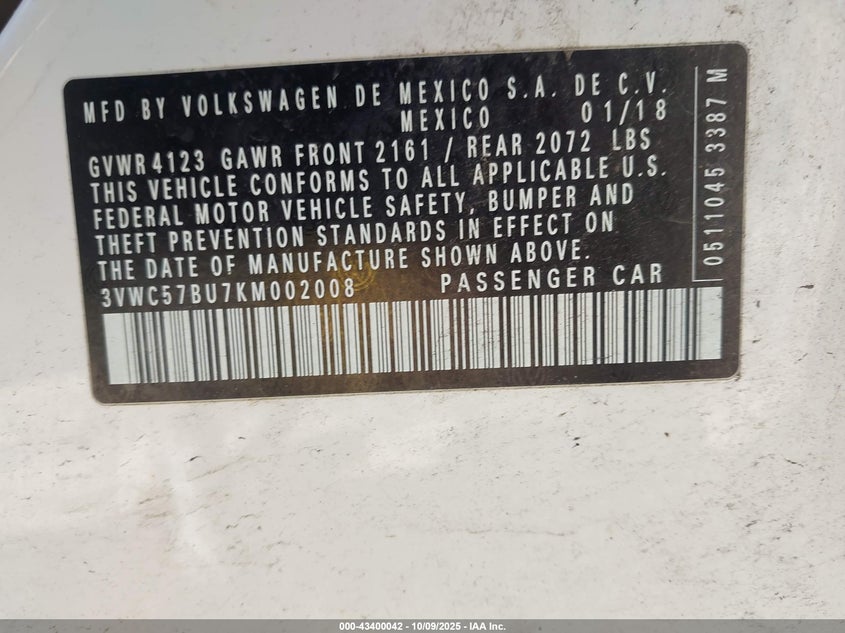 MFD BY VOLKSWAGEN DE MEXICO S.A. DE C.V.
MEXICO 01/18
GVWR 4123 GAWR FRONT 2161 / REAR 2072 LBS
THIS VEHICLE CONFORMS TO ALL APPLICABLE U.S.
FEDERAL MOTOR VEHICLE SAFETY, BUMPER AND
THEFT PREVENTION STANDARDS IN EFFECT ON
THE DATE OF MANUFACTURE SHOWN ABOVE.
3VWC57BU7KM002008 PASSENGER CAR
0511045 3387 M
000-43400042 - 10/09/2025 - IAA Inc.